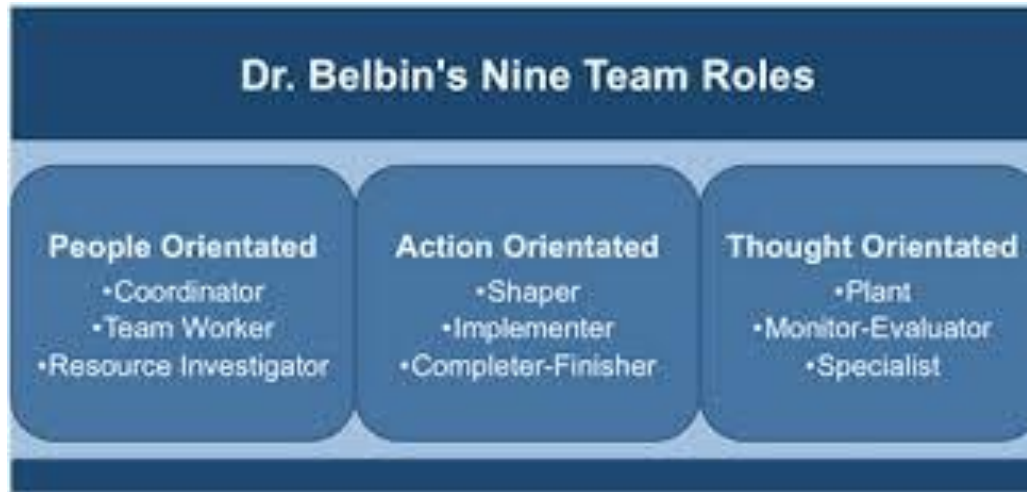 Dr. Belbin's Nine Team Roles
People Orientated
•Coordinator
•Team Worker
•Resource Investigator
Action Orientated
•Shaper
•Implementer
•Completer-Finisher
Thought Orientated
•Plant
•Monitor-Evaluator
•Specialist